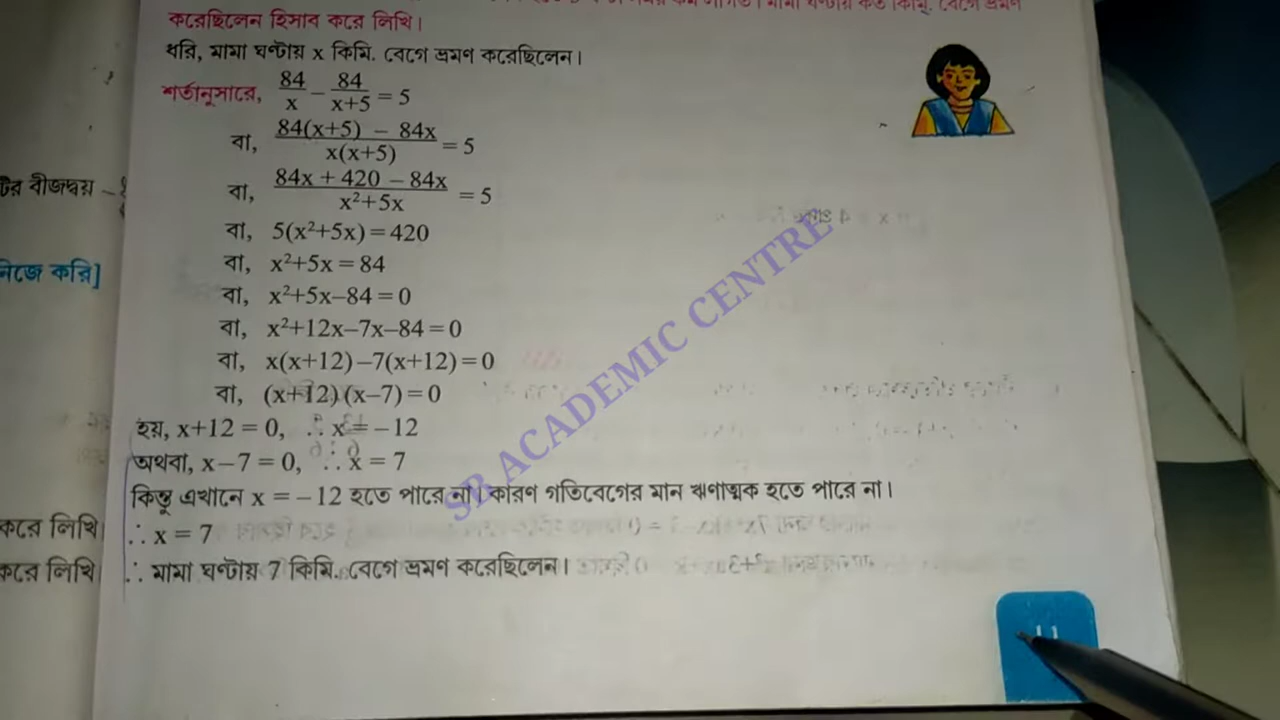 করেছিলেন হিসাব করে লিখি।
ধরি, মামা ঘণ্টায় x কিমি. বেগে ভ্রমণ করেছিলেন।
শর্তানুসারে, 84/x – 84/(x+5) = 5
বা, (84(x+5) – 84x)/(x(x+5)) = 5
বা, (84x + 420 – 84x)/(x²+5x) = 5
বা, 5(x²+5x) = 420
বা, x²+5x = 84
বা, x²+5x–84 = 0
বা, x²+12x–7x–84 = 0
বা, x(x+12)–7(x+12) = 0
বা, (x+12)(x–7) = 0
হয়, x+12 = 0, ∴ x = –12
অথবা, x–7 = 0, ∴ x = 7
কিন্তু এখানে x = –12 হতে পারে না। কারণ গতিবেগের মান ঋণাত্মক হতে পারে না।
∴ x = 7
∴ মামা ঘণ্টায় 7 কিমি. বেগে ভ্রমণ করেছিলেন।
টর বীজদ্বয়
নিজে করি]
করে লিখি।
করে লিখি
SR ACADEMIC CENTRE